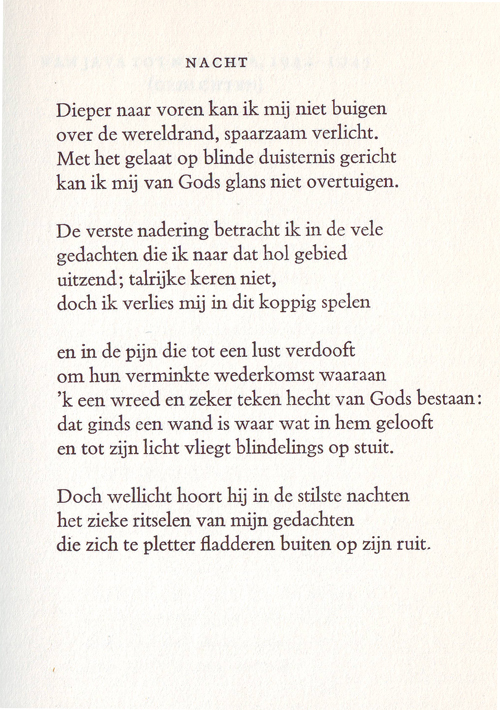 NACHT
Dieper naar voren kan ik mij niet buigen
over de wereldrand, spaarzaam verlicht.
Met het gelaat op blinde duisternis gericht
kan ik mij van Gods glans niet overtuigen.
De verste nadering betracht ik in de vele
gedachten die ik naar dat hol gebied
uitzend; talrijke keren niet,
doch ik verlies mij in dit koppig spelen
en in de pijn die tot een lust verdooft
om hun verminkte wederkomst waaraan
'k een wreed en zeker teken hecht van Gods bestaan:
dat ginds een wand is waar wat in hem gelooft
en tot zijn licht vliegt blindelings op stuit.
Doch wellicht hoort hij in de stilste nachten
het zieke ritselen van mijn gedachten
die zich te pletter fladderen buiten op zijn ruit.